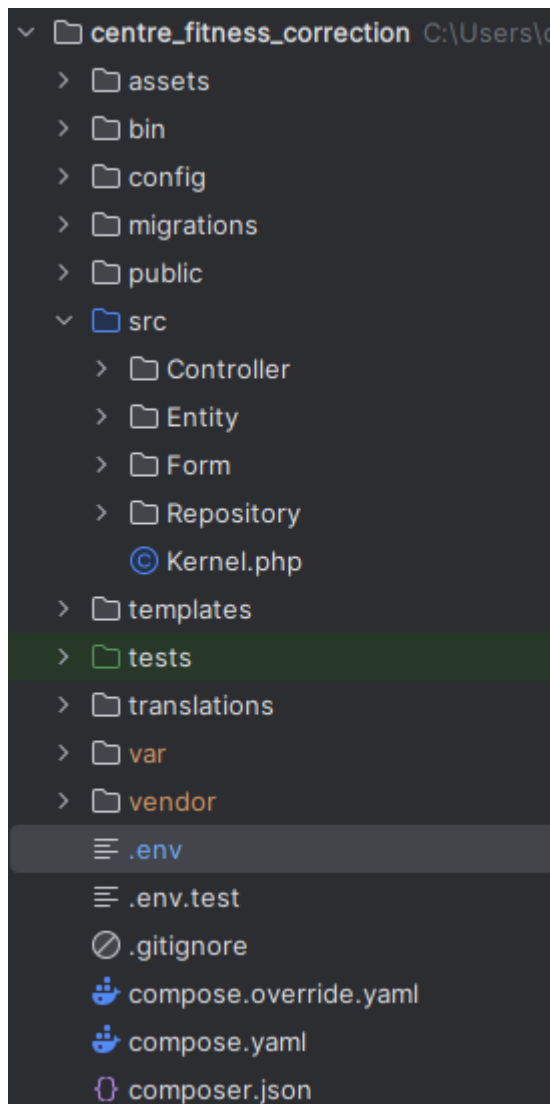 centre_fitness_correction C:\Users\
assets
bin
config
migrations
public
src
Controller
Entity
Form
Repository
Kernel.php
templates
tests
translations
var
vendor
.env
.env.test
.gitignore
compose.override.yaml
compose.yaml
composer.json